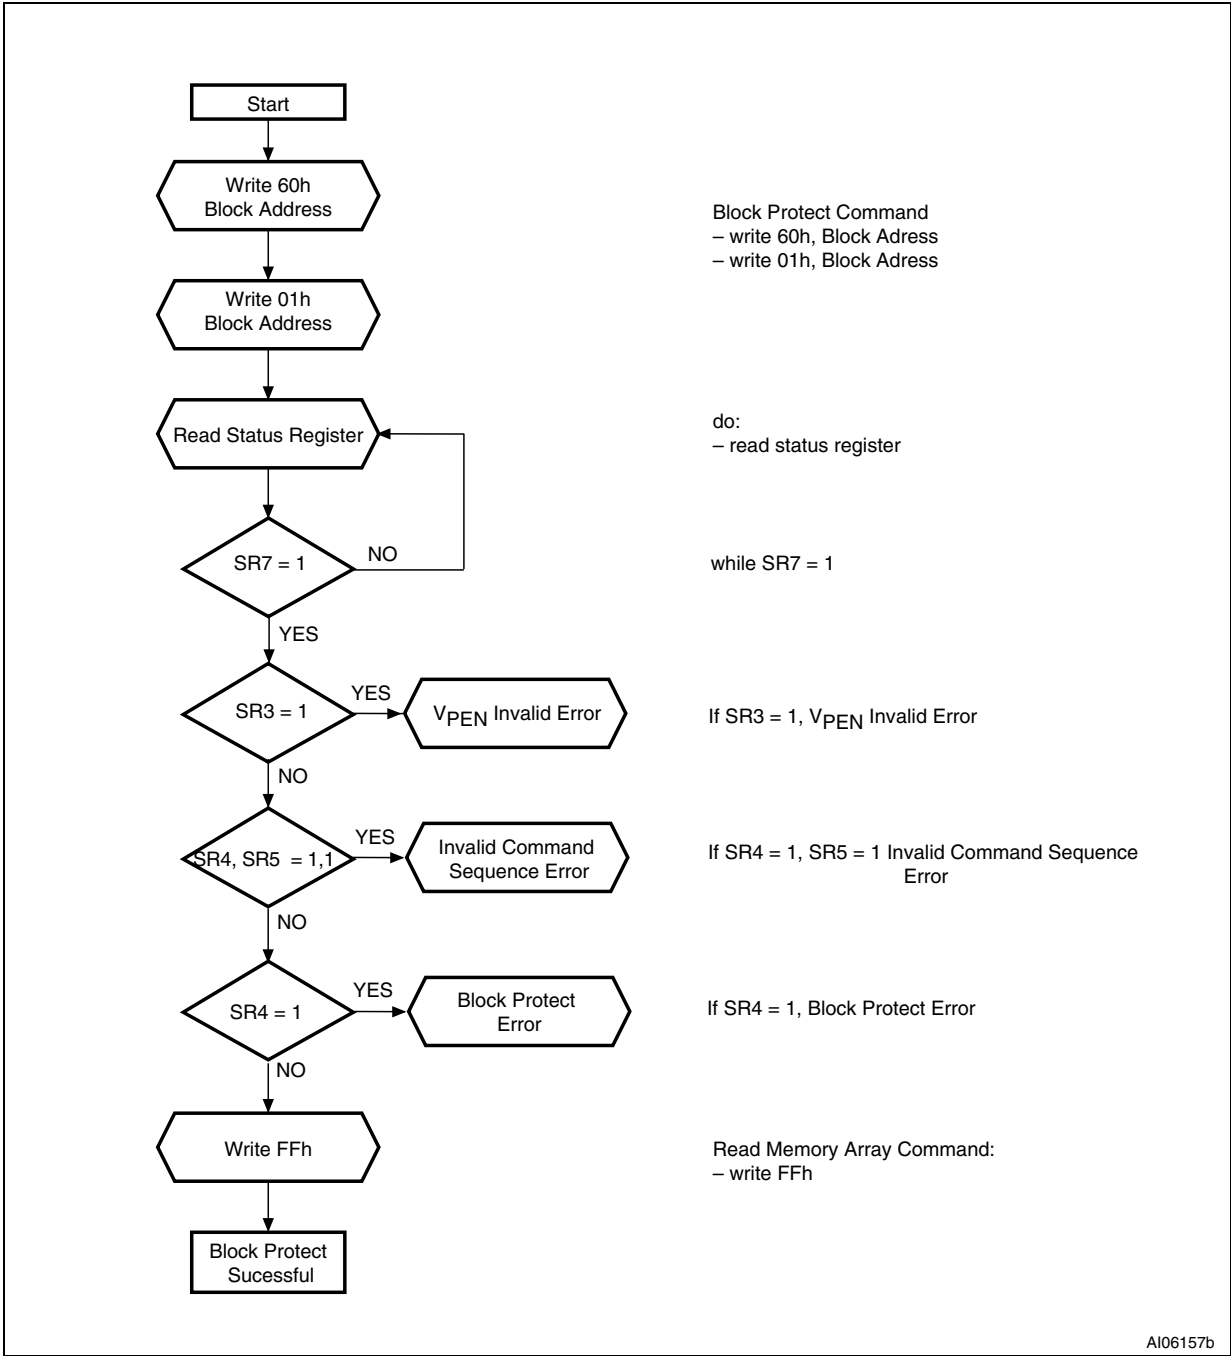 Start
Write 60h
Block Address
Block Protect Command
– write 60h, Block Adress
– write 01h, Block Adress
Write 01h
Block Address
Read Status Register
do:
– read status register
SR7 = 1
NO
while SR7 = 1
YES
SR3 = 1
YES
VPEN Invalid Error
If SR3 = 1, VPEN Invalid Error
NO
SR4, SR5 = 1,1
YES
Invalid Command
Sequence Error
If SR4 = 1, SR5 = 1 Invalid Command Sequence
Error
NO
SR4 = 1
YES
Block Protect
Error
If SR4 = 1, Block Protect Error
NO
Write FFh
Read Memory Array Command:
– write FFh
Block Protect
Sucessful
AI06157b